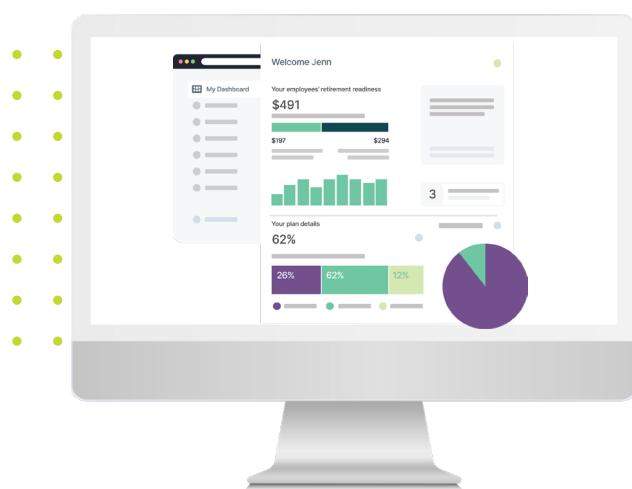 Welcome Jenn
My Dashboard
Your employees' retirement readiness
$491
$197 $294
3
Your plan details
62%
26% 62% 12%